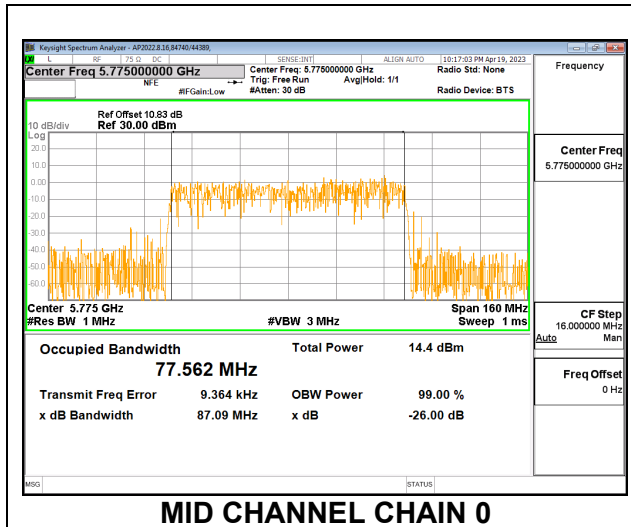 Keysight Spectrum Analyzer - AP2022.8.16,84740/44389,
L RF 75 Ω DC SENSE:INT ALIGN AUTO 10:17:03 PM Apr 19, 2023
Center Freq 5.775000000 GHz
NFE
#IFGain:Low
Center Freq: 5.775000000 GHz
Trig: Free Run Avg|Hold: 1/1
#Atten: 30 dB
Radio Std: None
Radio Device: BTS
Frequency
Ref Offset 10.83 dB
10 dB/div Ref 30.00 dBm
Log
20.0
10.0
0.00
-10.0
-20.0
-30.0
-40.0
-50.0
-60.0
Center Freq
5.775000000 GHz
Center 5.775 GHz Span 160 MHz
#Res BW 1 MHz #VBW 3 MHz Sweep 1 ms
CF Step
16.000000 MHz
Auto Man
Occupied Bandwidth Total Power 14.4 dBm
77.562 MHz
Transmit Freq Error 9.364 kHz OBW Power 99.00 %
x dB Bandwidth 87.09 MHz x dB -26.00 dB
Freq Offset
0 Hz
MSG STATUS
MID CHANNEL CHAIN 0